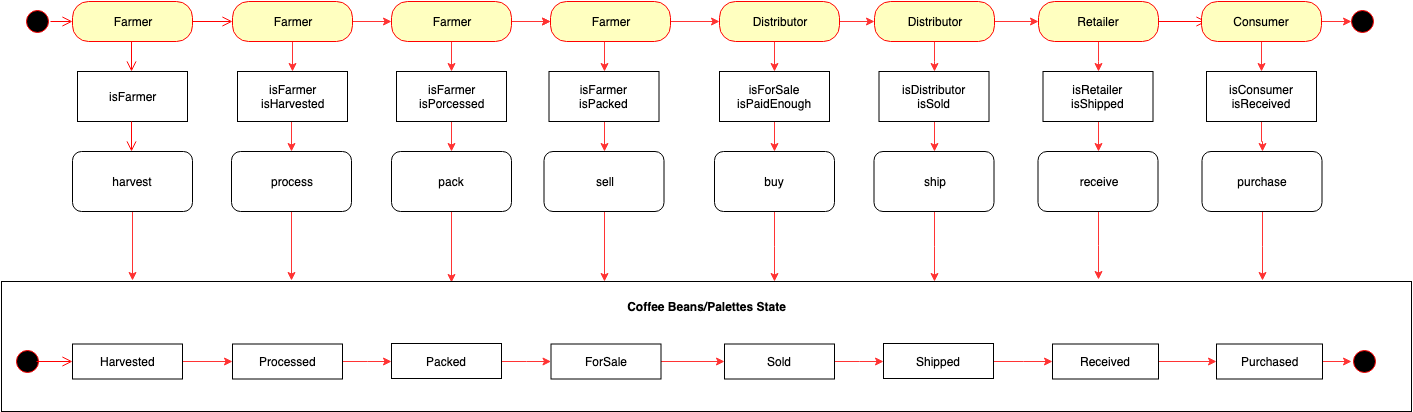 Farmer
Farmer
Farmer
Farmer
Distributor
Distributor
Retailer
Consumer
isFarmer
isFarmer
isHarvested
isFarmer
isPorcessed
isFarmer
isPacked
isForSale
isPaidEnough
isDistributor
isSold
isRetailer
isShipped
isConsumer
isReceived
harvest
process
pack
sell
buy
ship
receive
purchase
Coffee Beans/Palettes State
Harvested
Processed
Packed
ForSale
Sold
Shipped
Received
Purchased